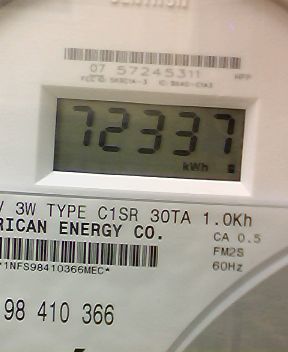 CENTRON
07 57245311
72337
kWh
V 3W TYPE C1SR 30TA 1.0Kh
RICAN ENERGY CO.
CA 0.5
FM2S
60Hz
*1NFS98410366MEC*
98 410 366